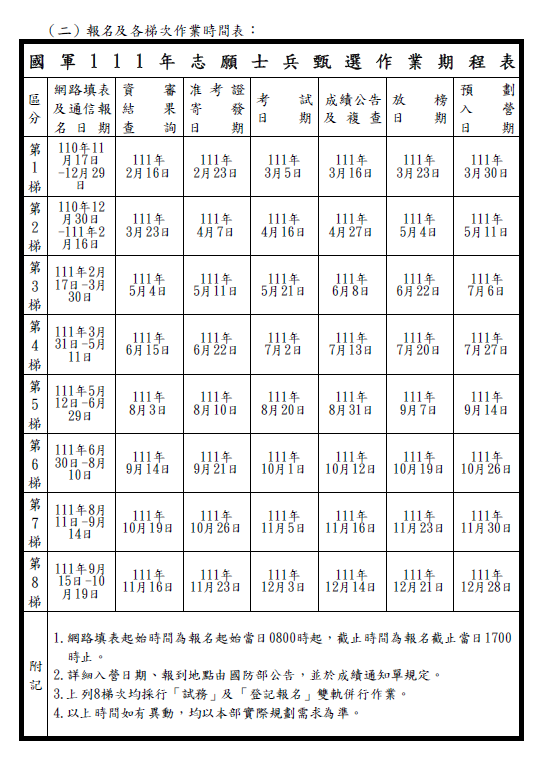 （二）報名及各梯次作業時間表：
國軍111年志願士兵甄選作業期程表
區分
網路填表及通信報名日期
資審結果查詢
准考證寄發日期
考試日期
成績公告及複查
放榜日期
預劃入營日期
第1梯
110年11月17日-12月29日
111年2月16日
111年2月23日
111年3月5日
111年3月16日
111年3月23日
111年3月30日
第2梯
110年12月30日-111年2月16日
111年3月23日
111年4月7日
111年4月16日
111年4月27日
111年5月4日
111年5月11日
第3梯
111年2月17日-3月30日
111年5月4日
111年5月11日
111年5月21日
111年6月8日
111年6月22日
111年7月6日
第4梯
111年3月31日-5月11日
111年6月15日
111年6月22日
111年7月2日
111年7月13日
111年7月20日
111年7月27日
第5梯
111年5月12日-6月29日
111年8月3日
111年8月10日
111年8月20日
111年8月31日
111年9月7日
111年9月14日
第6梯
111年6月30日-8月10日
111年9月14日
111年9月21日
111年10月1日
111年10月12日
111年10月19日
111年10月26日
第7梯
111年8月11日-9月14日
111年10月19日
111年10月26日
111年11月5日
111年11月16日
111年11月23日
111年11月30日
第8梯
111年9月15日-10月19日
111年11月16日
111年11月23日
111年12月3日
111年12月14日
111年12月21日
111年12月28日
附記
1.網路填表起始時間為報名起始當日0800時起，截止時間為報名截止當日1700
時止。
2.詳細入營日期、報到地點由國防部公告，並於成績通知單規定。
3.上列8梯次均採行「試務」及「登記報名」雙軌併行作業。
4.以上時間如有異動，均以本部實際規劃需求為準。